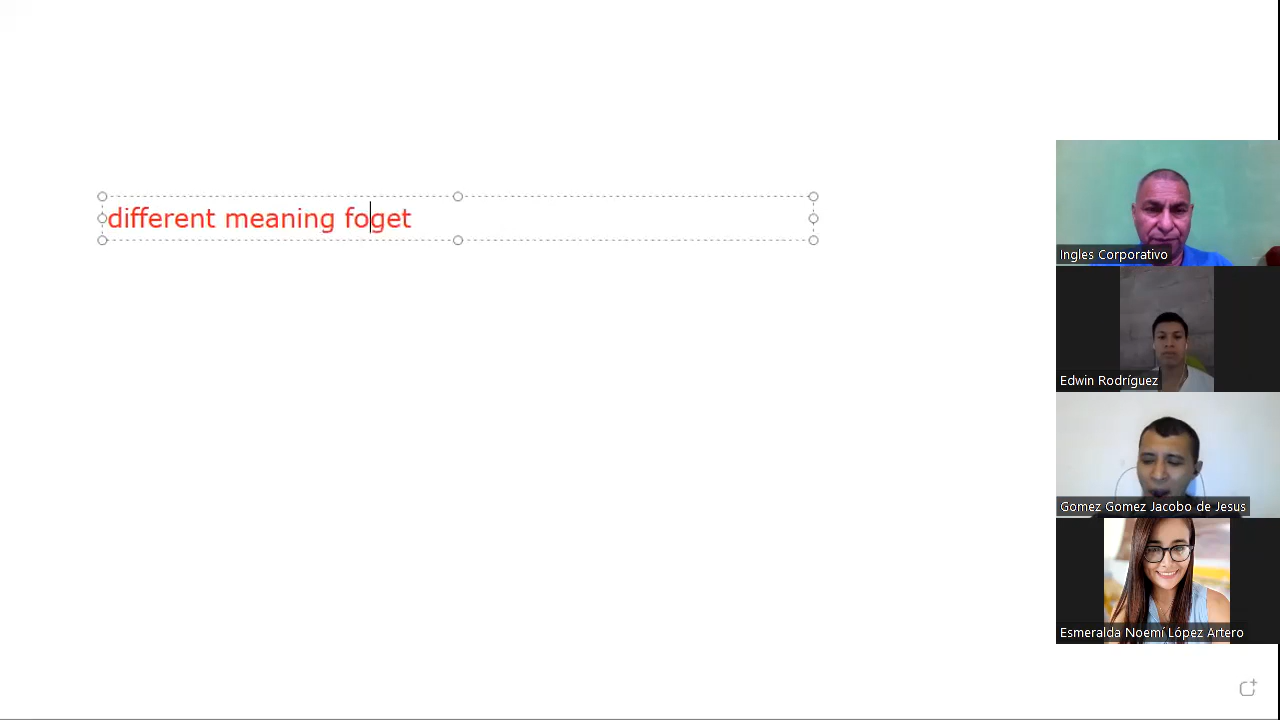 different meaning foget
Ingles Corporativo
Edwin Rodríguez
Gomez Gomez Jacobo de Jesus
Esmeralda Noemí López Artero